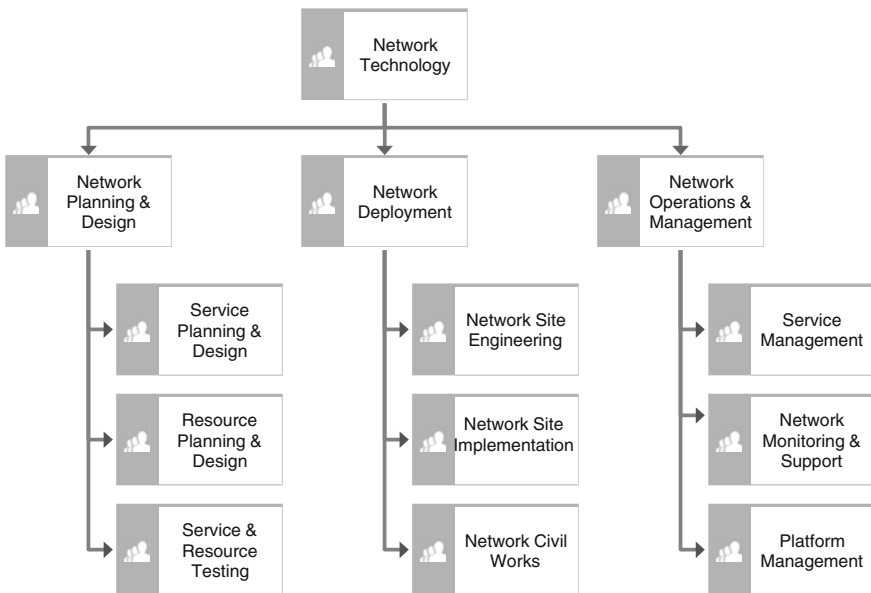 Network
Technology
Network
Planning &
Design
Network
Deployment
Network
Operations &
Management
Service
Planning &
Design
Network Site
Engineering
Service
Management
Resource
Planning &
Design
Network Site
Implementation
Network
Monitoring &
Support
Service &
Resource
Testing
Network Civil
Works
Platform
Management